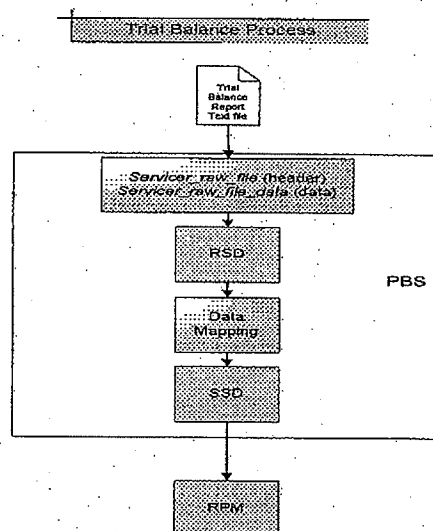 Trial Balance Process
Trial
Balance
Report
Text file
Servicer_raw_file (header)
Servicer_raw_file_data (data)
RSD
PBS
Data
Mapping
SSD
RPM